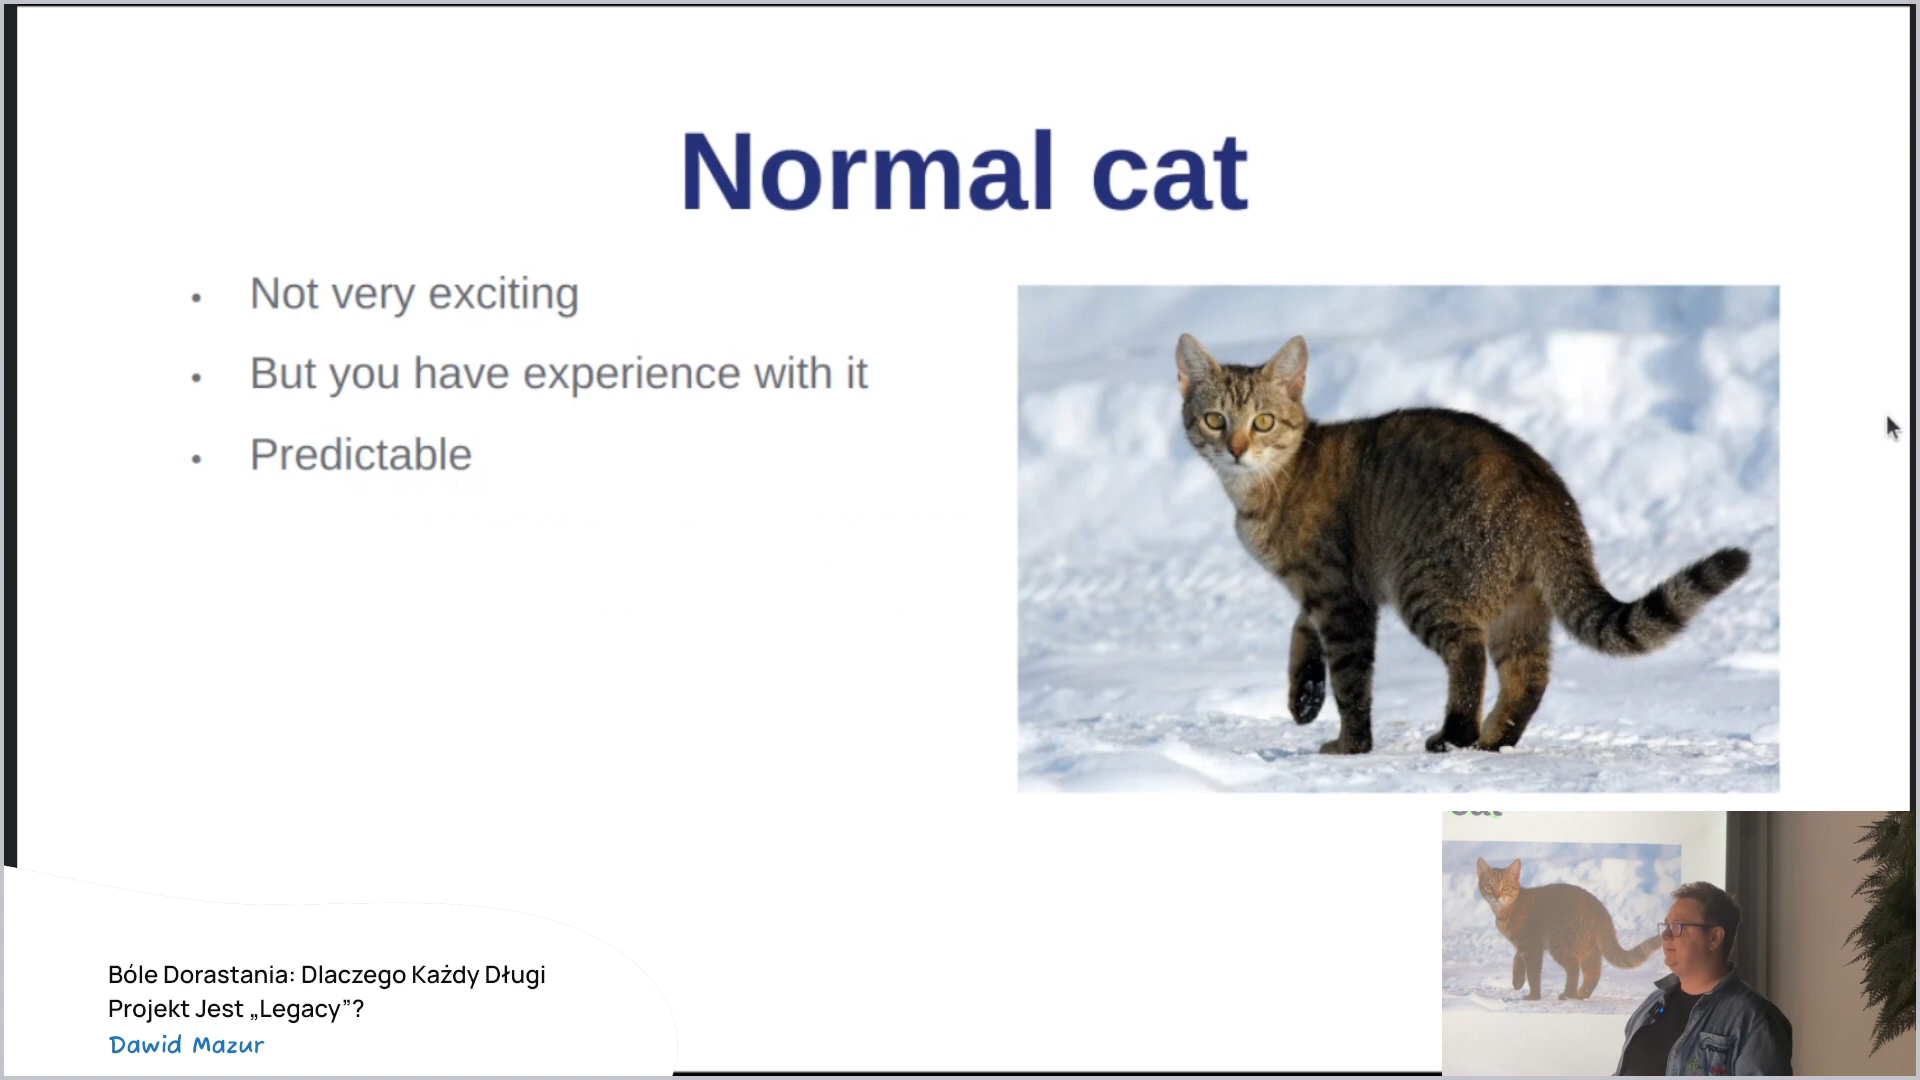 Normal cat
• Not very exciting
• But you have experience with it
• Predictable
Bóle Dorastania: Dlaczego Każdy Długi
Projekt Jest „Legacy”?
Dawid Mazur